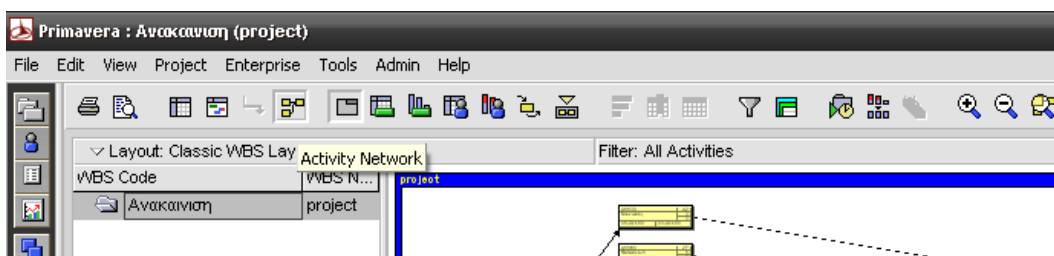 Primavera : Ανακαινιση (project)
File Edit View Project Enterprise Tools Admin Help
Layout: Classic WBS Lay
Activity Network
Filter: All Activities
WBS Code WBS N...
project
Ανακαινιση project